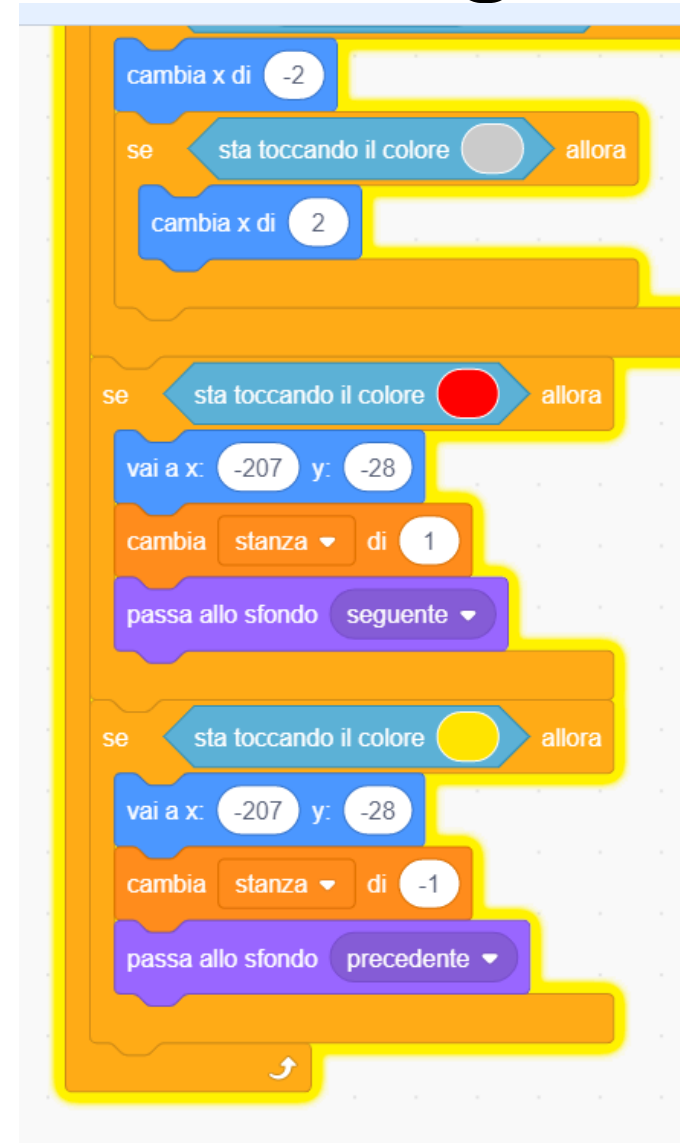 cambia x di -2
se sta toccando il colore allora
cambia x di 2
se sta toccando il colore allora
vai a x: -207 y: -28
cambia stanza di 1
passa allo sfondo seguente
se sta toccando il colore allora
vai a x: -207 y: -28
cambia stanza di -1
passa allo sfondo precedente